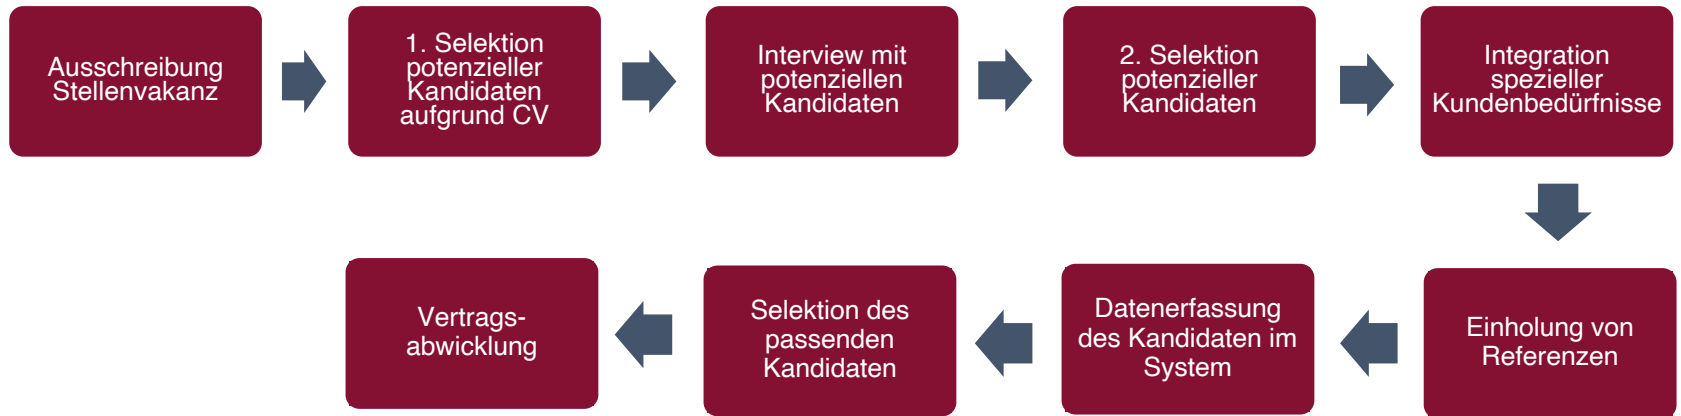 Ausschreibung
Stellenvakanz
1. Selektion
potenzieller
Kandidaten
aufgrund CV
Interview mit
potenziellen
Kandidaten
2. Selektion
potenzieller
Kandidaten
Integration
spezieller
Kundenbedürfnisse
Einholung von
Referenzen
Datenerfassung
des Kandidaten im
System
Selektion des
passenden
Kandidaten
Vertrags-
abwicklung